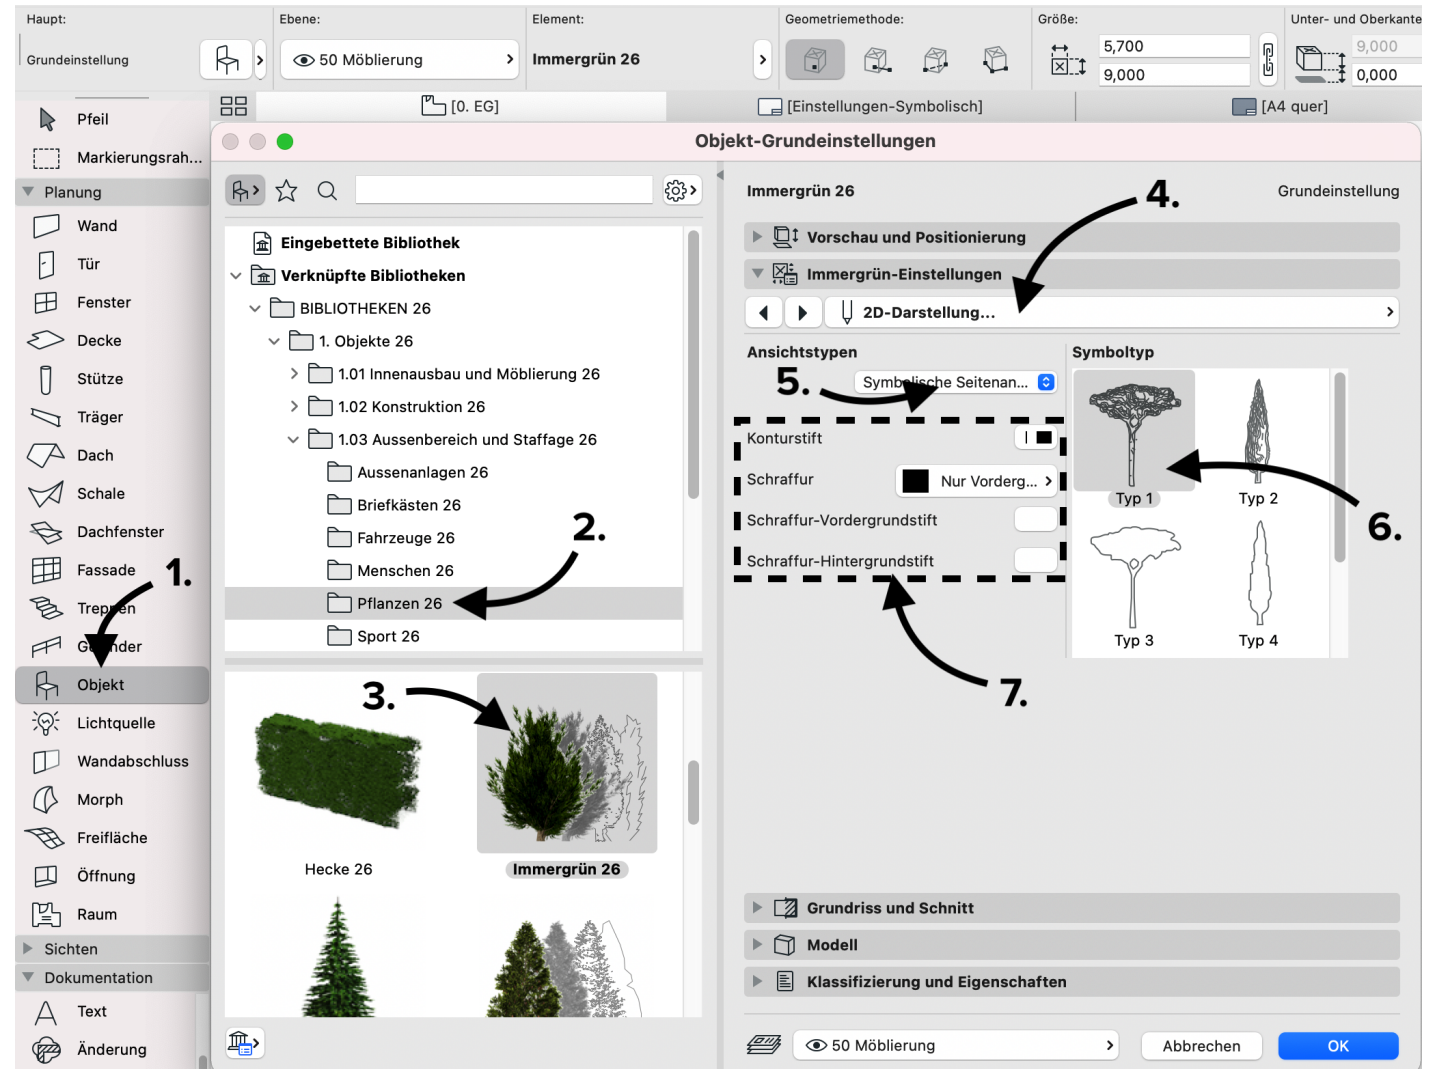 Haupt:
Ebene:
Element:
Geometriemethode:
Größe:
Unter- und Oberkante
Grundeinstellung
50 Möblierung
Immergrün 26
5,700
9,000
9,000
0,000
[0. EG]
[Einstellungen-Symbolisch]
[A4 quer]
Pfeil
Markierungsrah...
Planung
Wand
Tür
Fenster
Decke
Stütze
Träger
Dach
Schale
Dachfenster
Fassade
1.
Treppen
Objekt
Lichtquelle
Wandabschluss
Morph
Freifläche
Öffnung
Raum
Sichten
Dokumentation
Text
Änderung
Objekt-Grundeinstellungen
Eingebettete Bibliothek
Verknüpfte Bibliotheken
BIBLIOTHEKEN 26
1. Objekte 26
1.01 Innenausbau und Möblierung 26
1.02 Konstruktion 26
1.03 Aussenbereich und Staffage 26
Aussenanlagen 26
Briefkästen 26
Fahrzeuge 26
2.
Menschen 26
Pflanzen 26
Sport 26
3.
Hecke 26
Immergrün 26
Immergrün 26
Grundeinstellung
4.
Vorschau und Positionierung
Immergrün-Einstellungen
2D-Darstellung...
Ansichtstypen
Symboltyp
5.
Symbolische Seitenan...
Konturstift
Schraffur
Nur Vorderg...
Schraffur-Vordergrundstift
Schraffur-Hintergrundstift
Typ 1
Typ 2
6.
Typ 3
Typ 4
7.
Grundriss und Schnitt
Modell
Klassifizierung und Eigenschaften
50 Möblierung
Abbrechen
OK